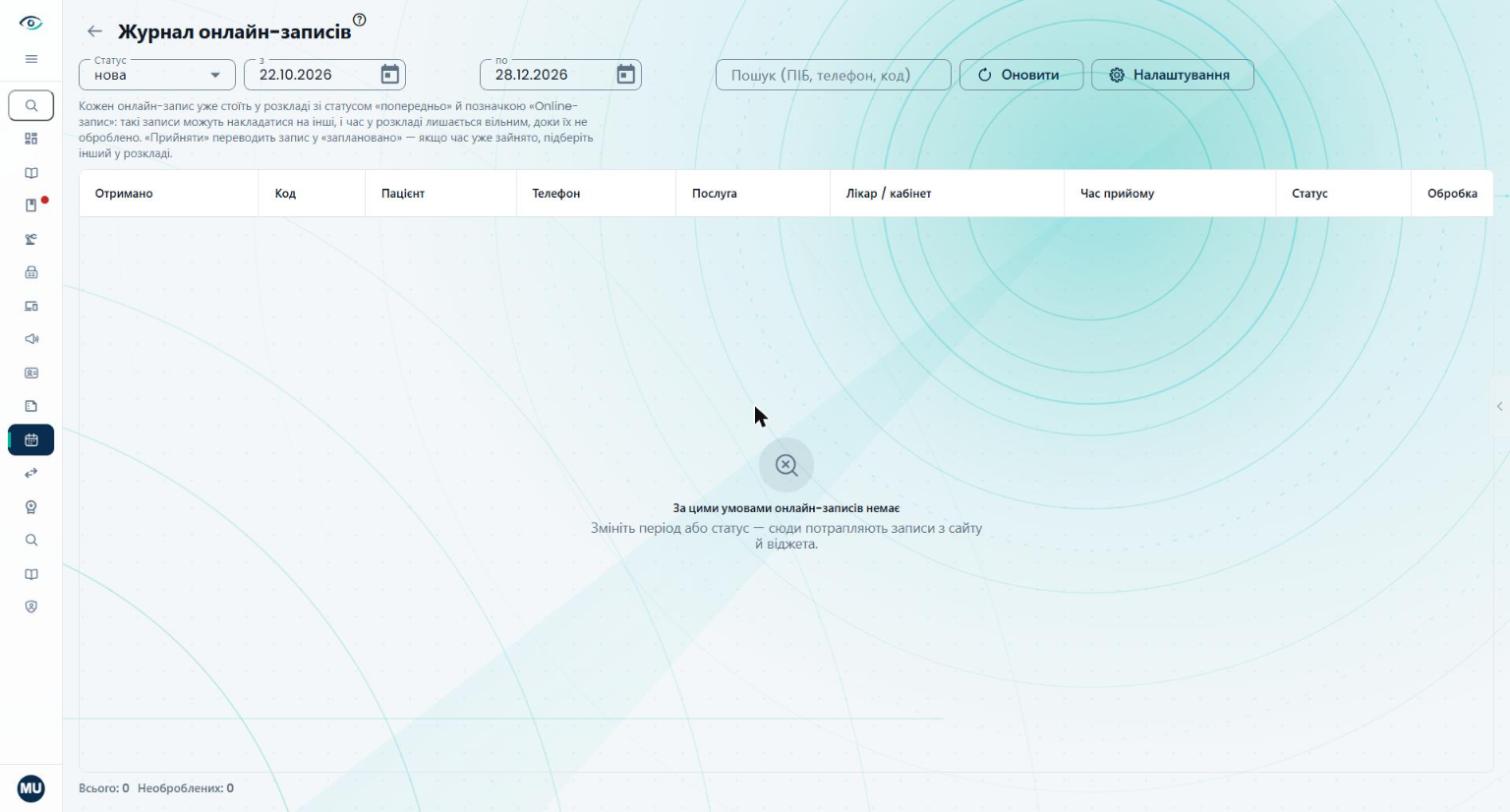 Журнал онлайн-записів
Статус
нова
з
22.10.2026
по
28.12.2026
Пошук (ПІБ, телефон, код)
Оновити
Налаштування
Кожен онлайн-запис уже стоїть у розкладі зі статусом «попередньо» й позначкою «Online-
запис»: такі записи можуть накладатися на інші, і час у розкладі лишається вільним, доки їх не
оброблено. «Прийняти» переводить запис у «заплановано» — якщо час уже зайнято, підберіть
інший у розкладі.
Отримано Код Пацієнт Телефон Послуга Лікар / кабінет Час прийому Статус Обробка
За цими умовами онлайн-записів немає
Змініть період або статус — сюди потрапляють записи з сайту
й віджета.
Всього: 0 Необроблених: 0
MU